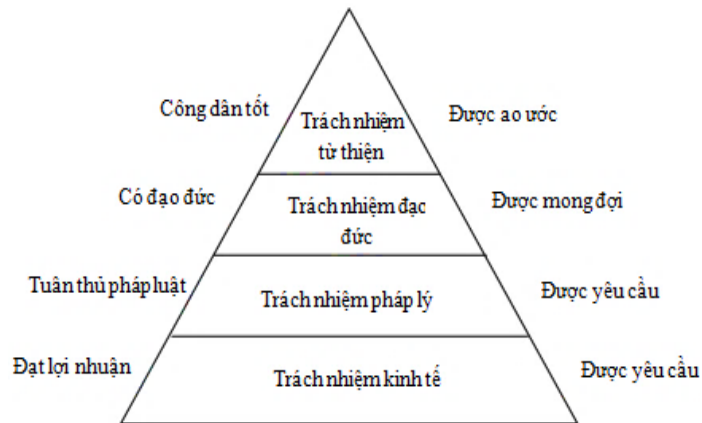 Công dân tốt
Trách nhiệm
từ thiện
Được ao ước
Có đạo đức
Trách nhiệm đạo
đức
Được mong đợi
Tuân thủ pháp luật
Trách nhiệm pháp lý
Được yêu cầu
Đạt lợi nhuận
Trách nhiệm kinh tế
Được yêu cầu